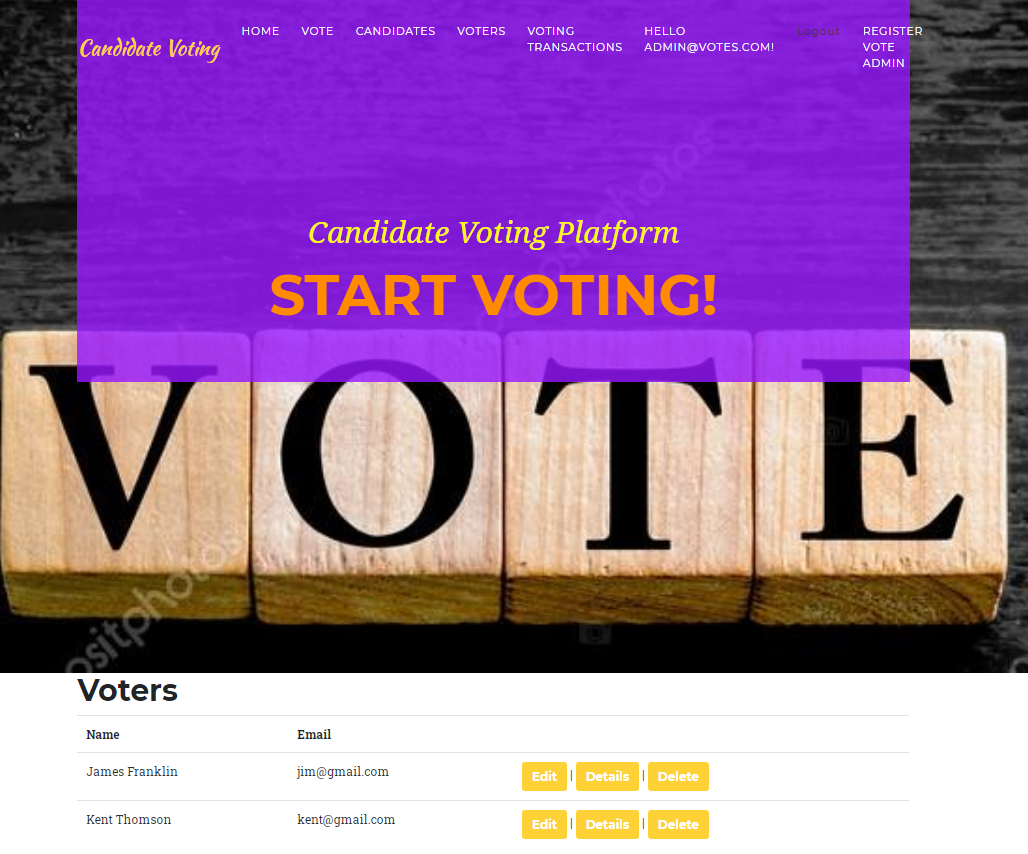 Candidate Voting
HOME
VOTE
CANDIDATES
VOTERS
VOTING
TRANSACTIONS
HELLO
ADMIN@VOTES.COM!
Logout
REGISTER
VOTE
ADMIN
depositphotos
Candidate Voting Platform
START VOTING!
VOTE
ositphotos
Voters
Name Email
James Franklin jim@gmail.com Edit | Details | Delete
Kent Thomson kent@gmail.com Edit | Details | Delete